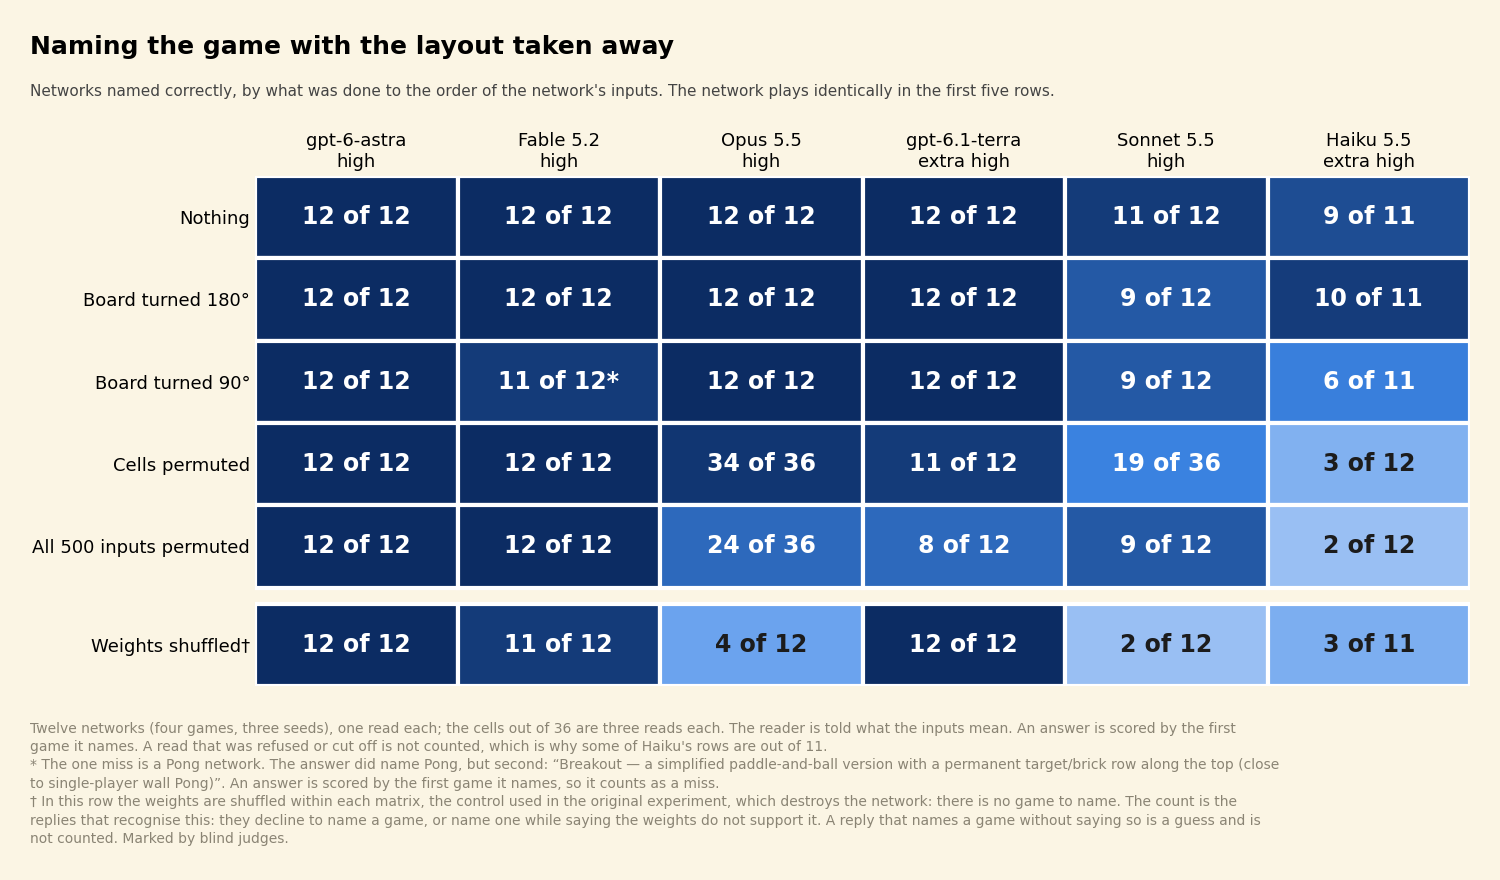 Naming the game with the layout taken away
Networks named correctly, by what was done to the order of the network's inputs. The network plays identically in the first five rows.
gpt-6-astra high
Fable 5.2 high
Opus 5.5 high
gpt-6.1-terra extra high
Sonnet 5.5 high
Haiku 5.5 extra high
Nothing 12 of 12 12 of 12 12 of 12 12 of 12 11 of 12 9 of 11
Board turned 180° 12 of 12 12 of 12 12 of 12 12 of 12 9 of 12 10 of 11
Board turned 90° 12 of 12 11 of 12* 12 of 12 12 of 12 9 of 12 6 of 11
Cells permuted 12 of 12 12 of 12 34 of 36 11 of 12 19 of 36 3 of 12
All 500 inputs permuted 12 of 12 12 of 12 24 of 36 8 of 12 9 of 12 2 of 12
Weights shuffled† 12 of 12 11 of 12 4 of 12 12 of 12 2 of 12 3 of 11
Twelve networks (four games, three seeds), one read each; the cells out of 36 are three reads each. The reader is told what the inputs mean. An answer is scored by the first
game it names. A read that was refused or cut off is not counted, which is why some of Haiku's rows are out of 11.
* The one miss is a Pong network. The answer did name Pong, but second: “Breakout — a simplified paddle-and-ball version with a permanent target/brick row along the top (close
to single-player wall Pong)”. An answer is scored by the first game it names, so it counts as a miss.
† In this row the weights are shuffled within each matrix, the control used in the original experiment, which destroys the network: there is no game to name. The count is the
replies that recognise this: they decline to name a game, or name one while saying the weights do not support it. A reply that names a game without saying so is a guess and is
not counted. Marked by blind judges.